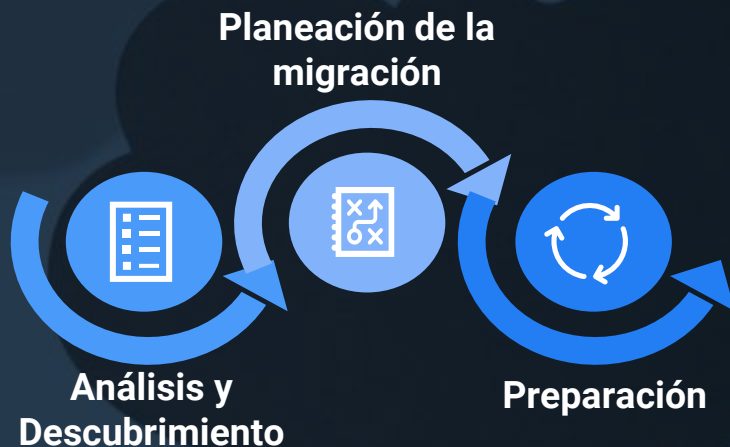 Planeación de la
migración
Análisis y
Descubrimiento
Preparación